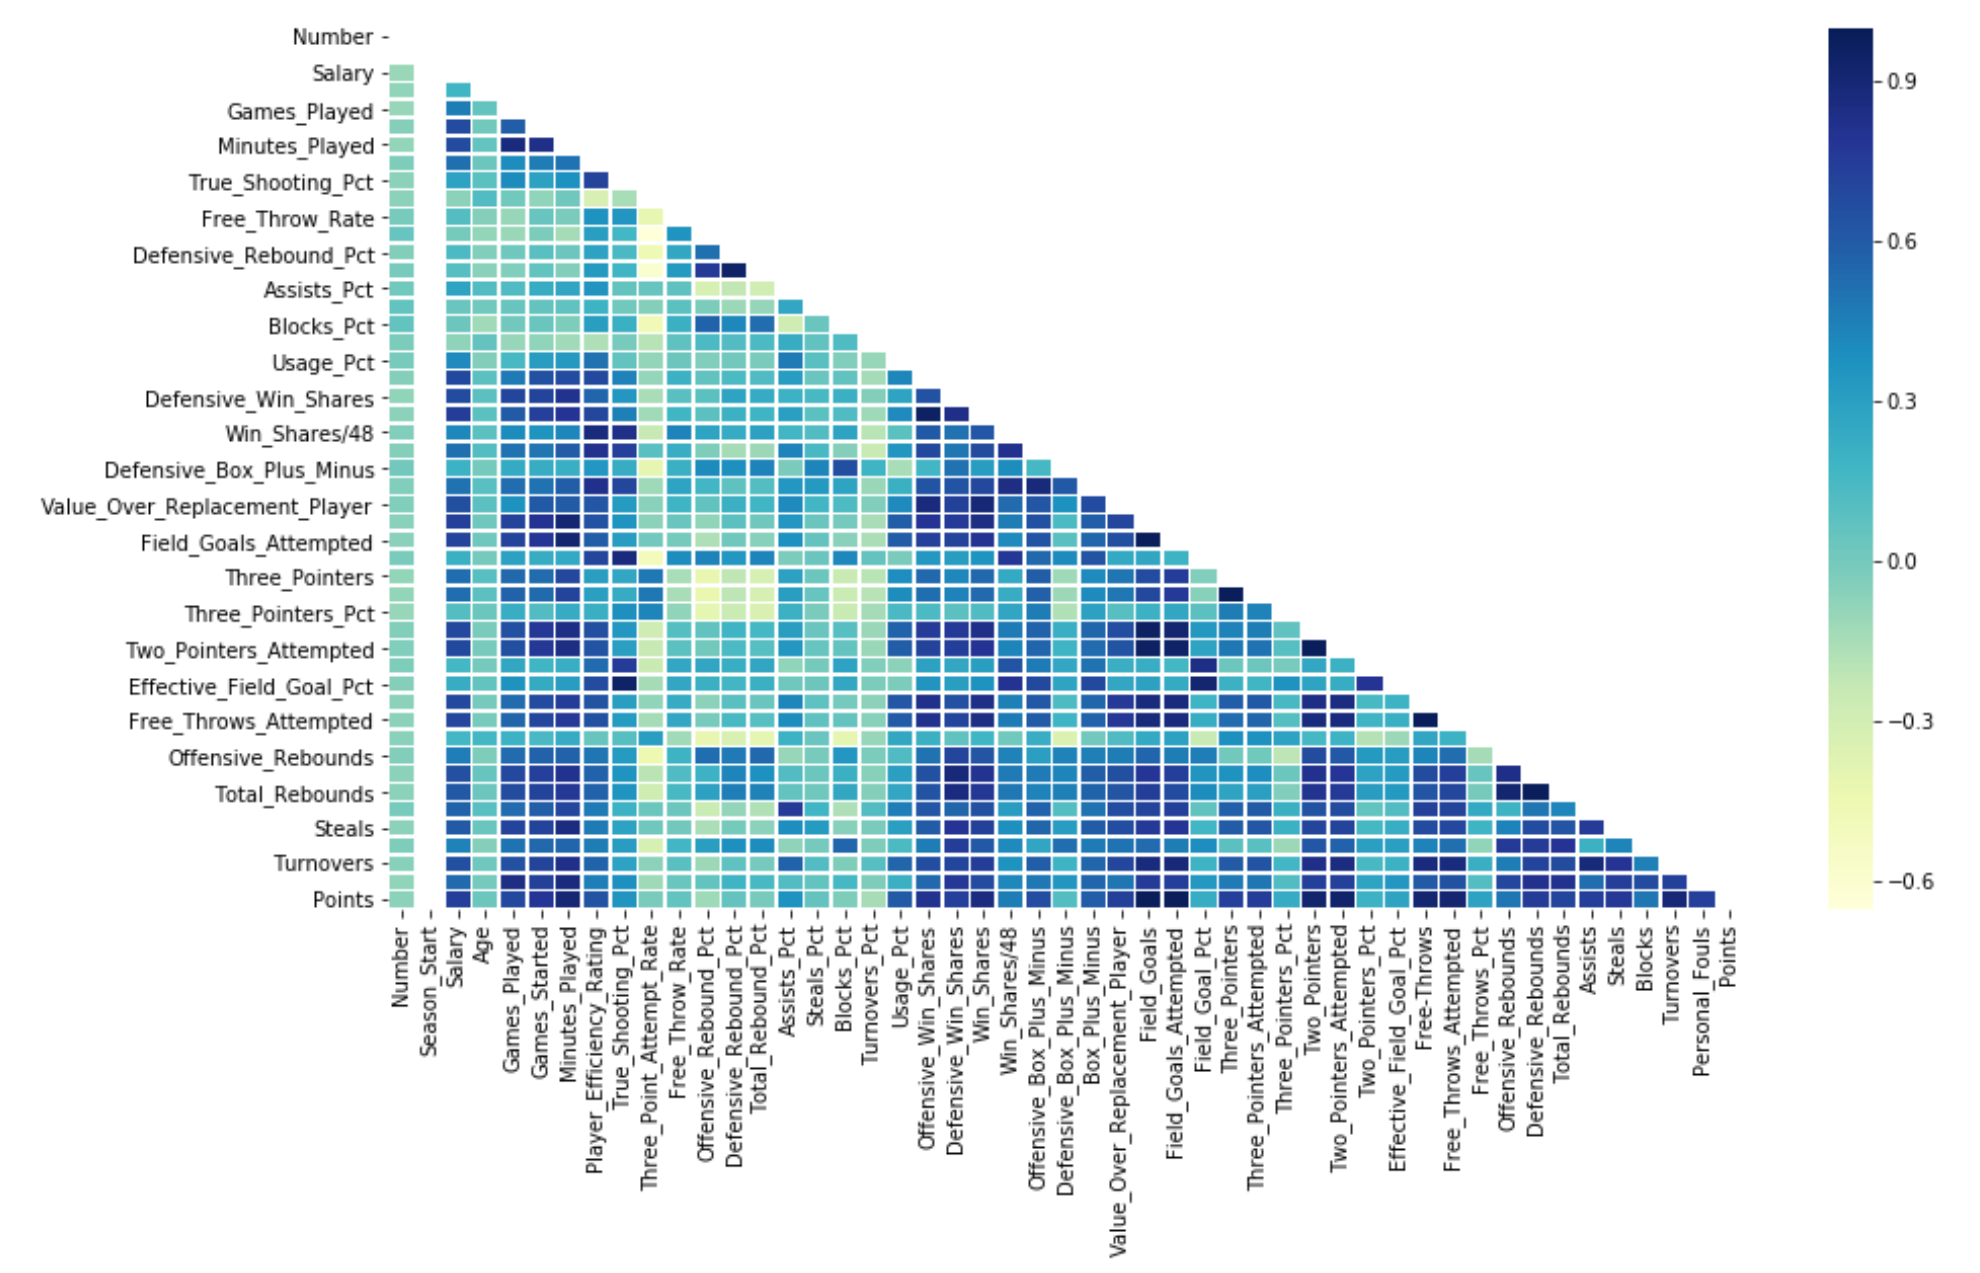 Number
Salary
Games_Played
Minutes_Played
True_Shooting_Pct
Free_Throw_Rate
Defensive_Rebound_Pct
Assists_Pct
Blocks_Pct
Usage_Pct
Defensive_Win_Shares
Win_Shares/48
Defensive_Box_Plus_Minus
Value_Over_Replacement_Player
Field_Goals_Attempted
Three_Pointers
Three_Pointers_Pct
Two_Pointers_Attempted
Effective_Field_Goal_Pct
Free_Throws_Attempted
Offensive_Rebounds
Total_Rebounds
Steals
Turnovers
Points
Number
Season_Start
Salary
Age
Games_Played
Games_Started
Minutes_Played
Player_Efficiency_Rating
True_Shooting_Pct
Three_Point_Attempt_Rate
Free_Throw_Rate
Offensive_Rebound_Pct
Defensive_Rebound_Pct
Total_Rebound_Pct
Assists_Pct
Steals_Pct
Blocks_Pct
Turnovers_Pct
Usage_Pct
Offensive_Win_Shares
Defensive_Win_Shares
Win_Shares
Win_Shares/48
Offensive_Box_Plus_Minus
Defensive_Box_Plus_Minus
Box_Plus_Minus
Value_Over_Replacement_Player
Field_Goals
Field_Goals_Attempted
Field_Goal_Pct
Three_Pointers
Three_Pointers_Attempted
Three_Pointers_Pct
Two_Pointers
Two_Pointers_Attempted
Two_Pointers_Pct
Effective_Field_Goal_Pct
Free-Throws
Free_Throws_Attempted
Free_Throws_Pct
Offensive_Rebounds
Defensive_Rebounds
Total_Rebounds
Assists
Steals
Blocks
Turnovers
Personal_Fouls
Points
0.9
0.6
0.3
0.0
−0.3
−0.6